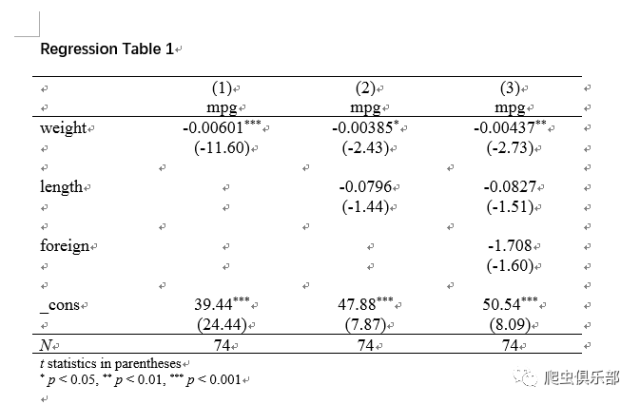 Regression Table 1
(1) (2) (3)
mpg mpg mpg
weight -0.00601*** -0.00385* -0.00437**
(-11.60) (-2.43) (-2.73)
length -0.0796 -0.0827
(-1.44) (-1.51)
foreign -1.708
(-1.60)
_cons 39.44*** 47.88*** 50.54***
(24.44) (7.87) (8.09)
N 74 74 74
t statistics in parentheses
* p < 0.05, ** p < 0.01, *** p < 0.001
爬虫俱乐部